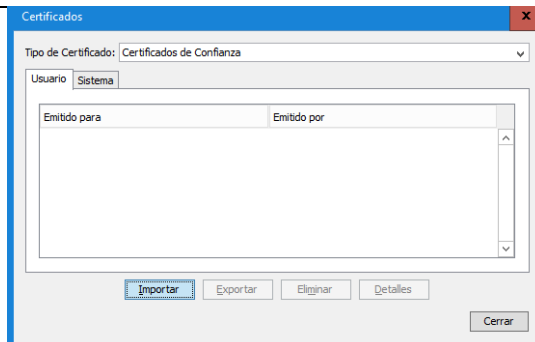 Certificados
x
Tipo de Certificado: Certificados de Confianza
Usuario Sistema
Emitido para Emitido por
Importar Exportar Eliminar Detalles
Cerrar